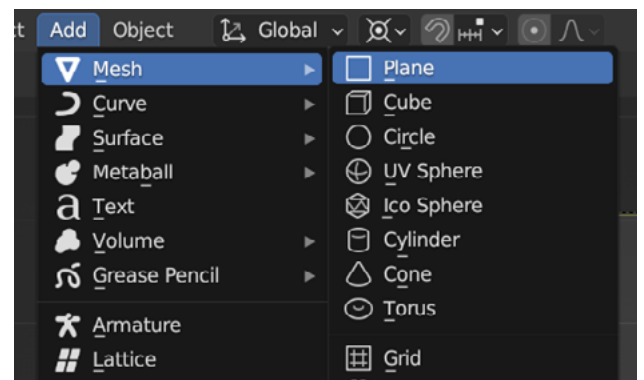 Add Object Global
Mesh
Curve
Surface
Metaball
Text
Volume
Grease Pencil
Armature
Lattice
Plane
Cube
Circle
UV Sphere
Ico Sphere
Cylinder
Cone
Torus
Grid